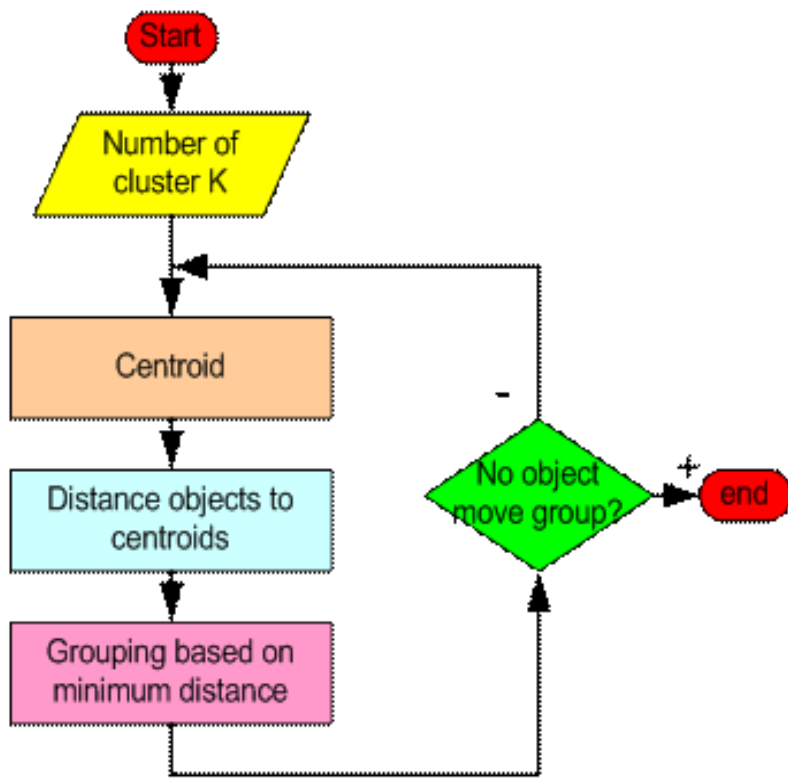 Start
Number of
cluster K
Centroid
Distance objects to
centroids
Grouping based on
minimum distance
-
No object
move group?
+
end